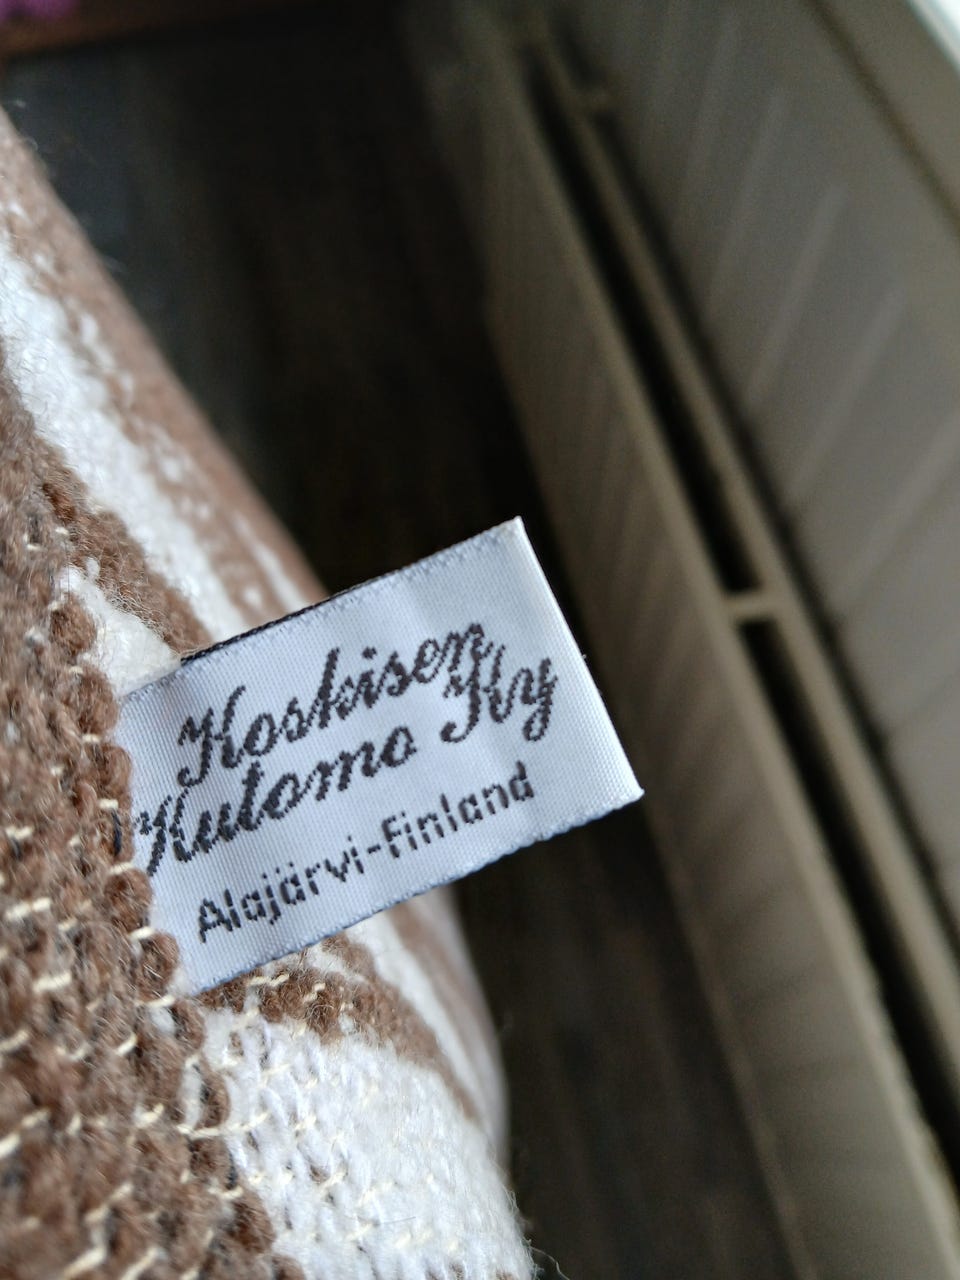 Koskisen
Kutomo Ky
Alajärvi-Finland